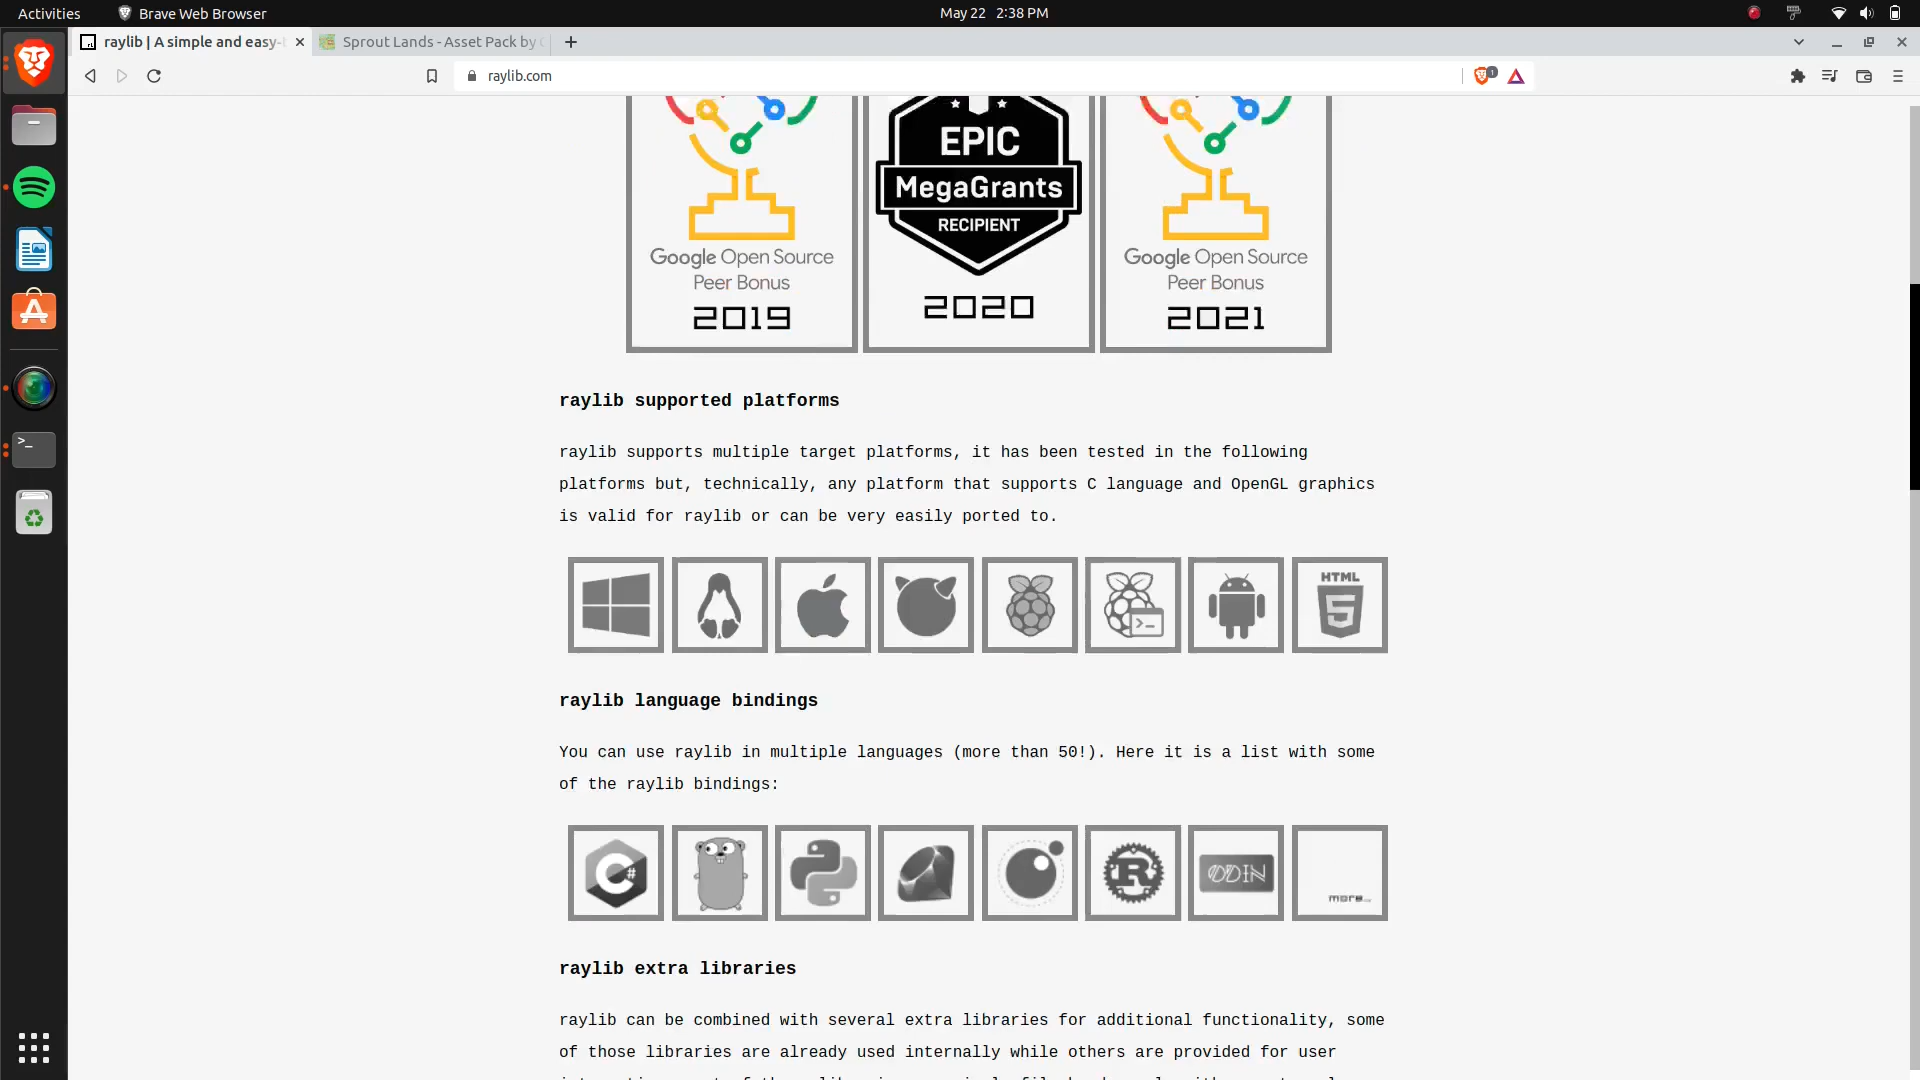 Activities
Brave Web Browser
May 22 2:38 PM
raylib | A simple and easy-
Sprout Lands - Asset Pack by
raylib.com
1
EPIC
MegaGrants
RECIPIENT
2020
Google Open Source
Peer Bonus
2019
Google Open Source
Peer Bonus
2021
raylib supported platforms
raylib supports multiple target platforms, it has been tested in the following
platforms but, technically, any platform that supports C language and OpenGL graphics
is valid for raylib or can be very easily ported to.
>-
HTML
5
raylib language bindings
You can use raylib in multiple languages (more than 50!). Here it is a list with some
of the raylib bindings:
C#
R
ODIN
more...
raylib extra libraries
raylib can be combined with several extra libraries for additional functionality, some
of those libraries are already used internally while others are provided for user